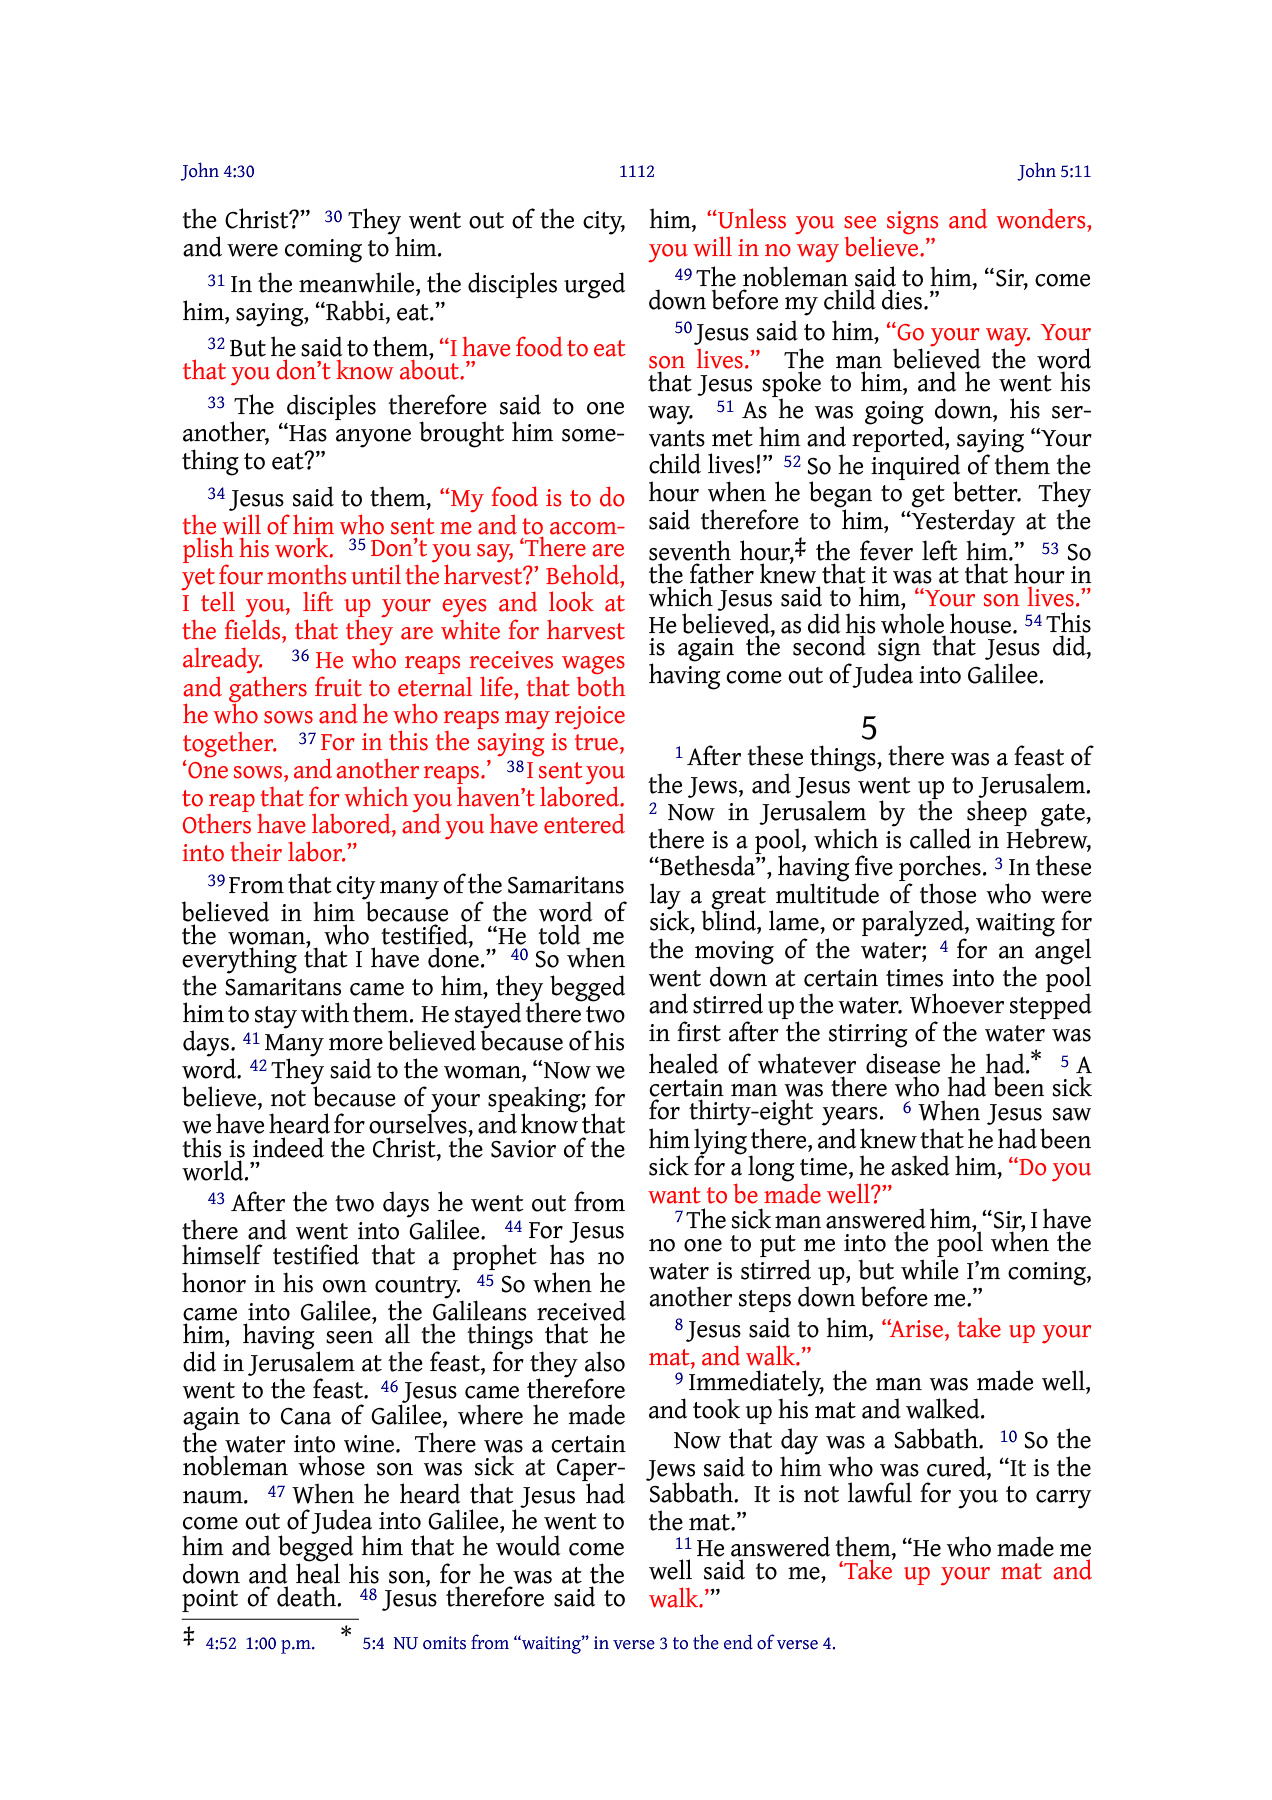 John 4:30
1112
John 5:11
the Christ?” 30 They went out of the city,
and were coming to him.
31 In the meanwhile, the disciples urged
him, saying, “Rabbi, eat.”
32 But he said to them, “I have food to eat
that you don’t know about.”
33 The disciples therefore said to one
another, “Has anyone brought him some-
thing to eat?”
34 Jesus said to them, “My food is to do
the will of him who sent me and to accom-
plish his work. 35 Don’t you say, ‘There are
yet four months until the harvest?’ Behold,
I tell you, lift up your eyes and look at
the fields, that they are white for harvest
already. 36 He who reaps receives wages
and gathers fruit to eternal life, that both
he who sows and he who reaps may rejoice
together. 37 For in this the saying is true,
‘One sows, and another reaps.’ 38 I sent you
to reap that for which you haven’t labored.
Others have labored, and you have entered
into their labor.”
39 From that city many of the Samaritans
believed in him because of the word of
the woman, who testified, “He told me
everything that I have done.” 40 So when
the Samaritans came to him, they begged
him to stay with them. He stayed there two
days. 41 Many more believed because of his
word. 42 They said to the woman, “Now we
believe, not because of your speaking; for
we have heard for ourselves, and know that
this is indeed the Christ, the Savior of the
world.”
43 After the two days he went out from
there and went into Galilee. 44 For Jesus
himself testified that a prophet has no
honor in his own country. 45 So when he
came into Galilee, the Galileans received
him, having seen all the things that he
did in Jerusalem at the feast, for they also
went to the feast. 46 Jesus came therefore
again to Cana of Galilee, where he made
the water into wine. There was a certain
nobleman whose son was sick at Caper-
naum. 47 When he heard that Jesus had
come out of Judea into Galilee, he went to
him and begged him that he would come
down and heal his son, for he was at the
point of death. 48 Jesus therefore said to
him, “Unless you see signs and wonders,
you will in no way believe.”
49 The nobleman said to him, “Sir, come
down before my child dies.”
50 Jesus said to him, “Go your way. Your
son lives.” The man believed the word
that Jesus spoke to him, and he went his
way. 51 As he was going down, his ser-
vants met him and reported, saying “Your
child lives!” 52 So he inquired of them the
hour when he began to get better. They
said therefore to him, “Yesterday at the
seventh hour,‡ the fever left him.” 53 So
the father knew that it was at that hour in
which Jesus said to him, “Your son lives.”
He believed, as did his whole house. 54 This
is again the second sign that Jesus did,
having come out of Judea into Galilee.
5
1 After these things, there was a feast of
the Jews, and Jesus went up to Jerusalem.
2 Now in Jerusalem by the sheep gate,
there is a pool, which is called in Hebrew,
“Bethesda”, having five porches. 3 In these
lay a great multitude of those who were
sick, blind, lame, or paralyzed, waiting for
the moving of the water; 4 for an angel
went down at certain times into the pool
and stirred up the water. Whoever stepped
in first after the stirring of the water was
healed of whatever disease he had.* 5 A
certain man was there who had been sick
for thirty-eight years. 6 When Jesus saw
him lying there, and knew that he had been
sick for a long time, he asked him, “Do you
want to be made well?”
7 The sick man answered him, “Sir, I have
no one to put me into the pool when the
water is stirred up, but while I’m coming,
another steps down before me.”
8 Jesus said to him, “Arise, take up your
mat, and walk.”
9 Immediately, the man was made well,
and took up his mat and walked.
Now that day was a Sabbath. 10 So the
Jews said to him who was cured, “It is the
Sabbath. It is not lawful for you to carry
the mat.”
11 He answered them, “He who made me
well said to me, ‘Take up your mat and
walk.’”
‡ 4:52 1:00 p.m. * 5:4 NU omits from “waiting” in verse 3 to the end of verse 4.